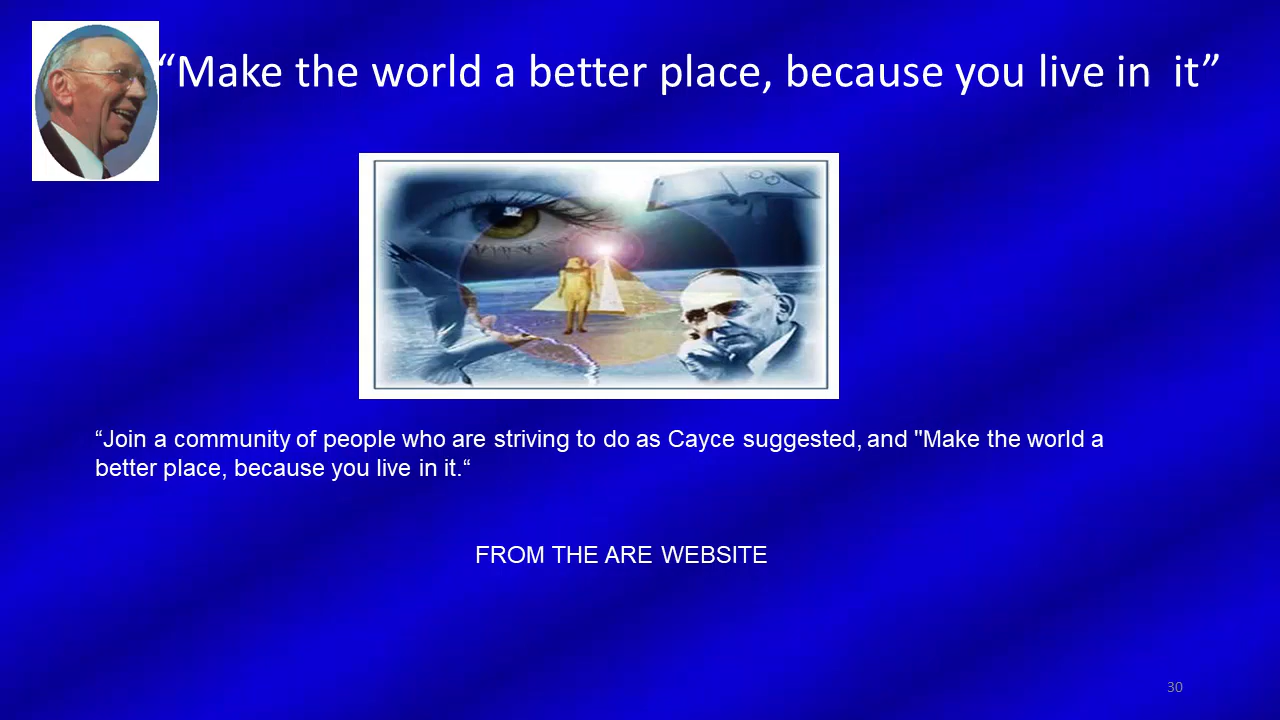 “Make the world a better place, because you live in  it”
“Join a community of people who are striving to do as Cayce suggested, and "Make the world a
better place, because you live in it.“
FROM THE ARE WEBSITE
30